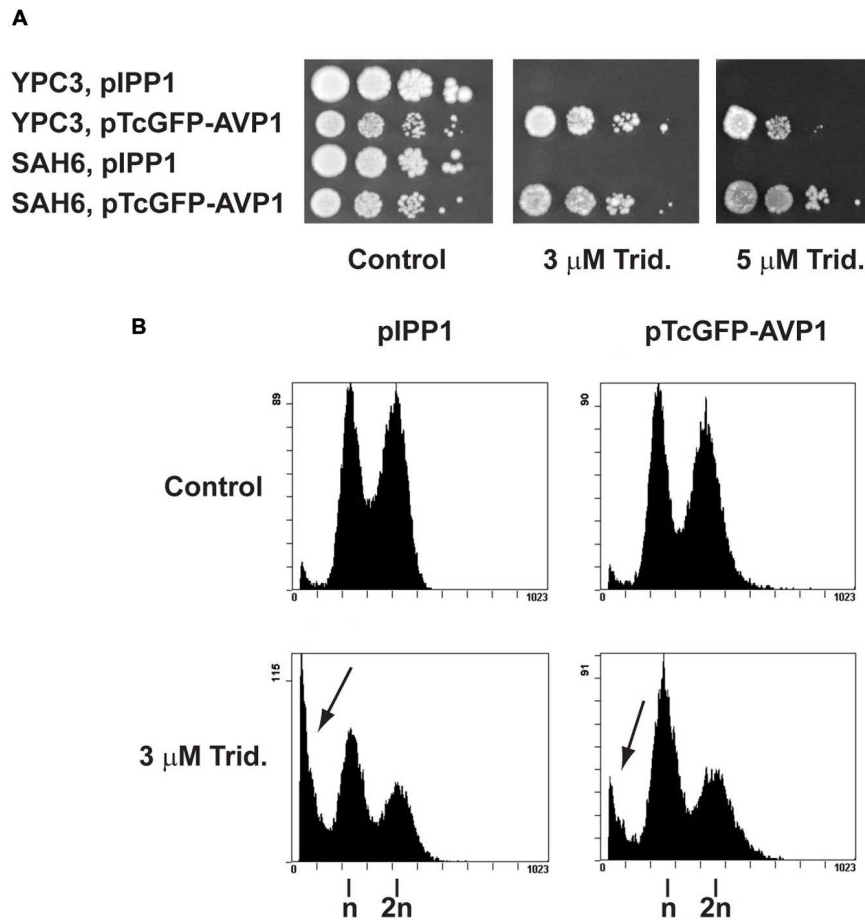 A
YPC3, pIPP1
YPC3, pTcGFP-AVP1
SAH6, pIPP1
SAH6, pTcGFP-AVP1
Control
3 μM Trid.
5 μM Trid.
B
pIPP1
pTcGFP-AVP1
Control
89
0
1023
90
0
1023
3 μM Trid.
115
0
1023
91
0
1023
n
2n
n
2n